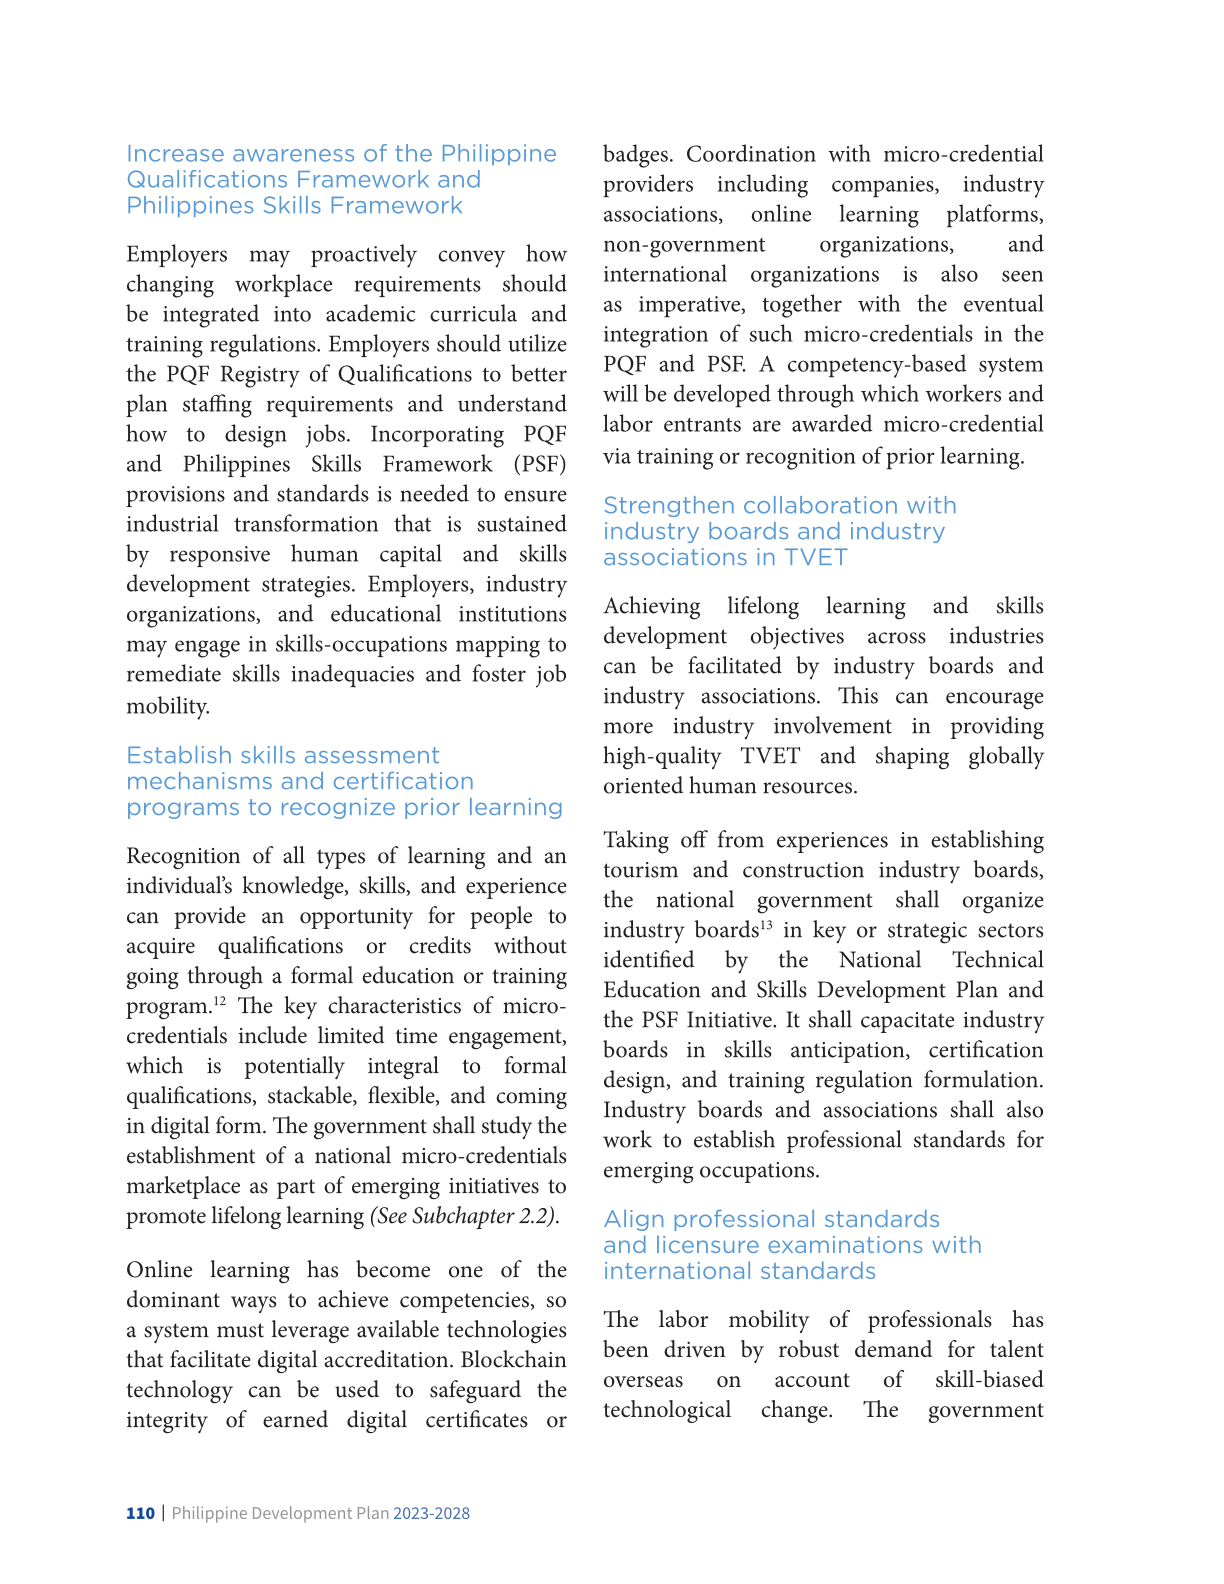 Increase awareness of the Philippine
Qualifications Framework and
Philippines Skills Framework
Employers may proactively convey how
changing workplace requirements should
be integrated into academic curricula and
training regulations. Employers should utilize
the PQF Registry of Qualifications to better
plan staffing requirements and understand
how to design jobs. Incorporating PQF
and Philippines Skills Framework (PSF)
provisions and standards is needed to ensure
industrial transformation that is sustained
by responsive human capital and skills
development strategies. Employers, industry
organizations, and educational institutions
may engage in skills-occupations mapping to
remediate skills inadequacies and foster job
mobility.
Establish skills assessment
mechanisms and certification
programs to recognize prior learning
Recognition of all types of learning and an
individual’s knowledge, skills, and experience
can provide an opportunity for people to
acquire qualifications or credits without
going through a formal education or training
program.12 The key characteristics of micro-
credentials include limited time engagement,
which is potentially integral to formal
qualifications, stackable, flexible, and coming
in digital form. The government shall study the
establishment of a national micro-credentials
marketplace as part of emerging initiatives to
promote lifelong learning (See Subchapter 2.2).
Online learning has become one of the
dominant ways to achieve competencies, so
a system must leverage available technologies
that facilitate digital accreditation. Blockchain
technology can be used to safeguard the
integrity of earned digital certificates or
badges. Coordination with micro-credential
providers including companies, industry
associations, online learning platforms,
non-government organizations, and
international organizations is also seen
as imperative, together with the eventual
integration of such micro-credentials in the
PQF and PSF. A competency-based system
will be developed through which workers and
labor entrants are awarded micro-credential
via training or recognition of prior learning.
Strengthen collaboration with
industry boards and industry
associations in TVET
Achieving lifelong learning and skills
development objectives across industries
can be facilitated by industry boards and
industry associations. This can encourage
more industry involvement in providing
high-quality TVET and shaping globally
oriented human resources.
Taking off from experiences in establishing
tourism and construction industry boards,
the national government shall organize
industry boards13 in key or strategic sectors
identified by the National Technical
Education and Skills Development Plan and
the PSF Initiative. It shall capacitate industry
boards in skills anticipation, certification
design, and training regulation formulation.
Industry boards and associations shall also
work to establish professional standards for
emerging occupations.
Align professional standards
and licensure examinations with
international standards
The labor mobility of professionals has
been driven by robust demand for talent
overseas on account of skill-biased
technological change. The government
110 | Philippine Development Plan 2023-2028